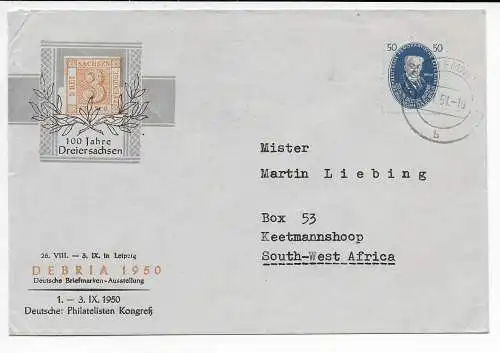 SACHSEN
3
PFENNIGE
100 Jahre
Dreiersachsen
50 50
b
Mister
Martin Liebing
Box 53
Keetmannshoop
South-West Africa
26. VIII. — 3. IX. in Leipzig
DEBRIA 1950
Deutsche Briefmarken-Ausstellung
1. — 3. IX. 1950
Deutscher Philatelisten Kongreß